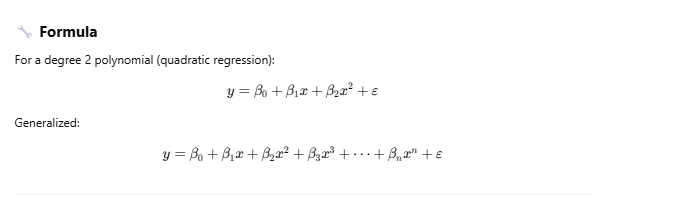 🔧 Formula
For a degree 2 polynomial (quadratic regression):
y = β₀ + β₁x + β₂x² + ε
Generalized:
y = β₀ + β₁x + β₂x² + β₃x³ + ⋯ + βₙxⁿ + ε